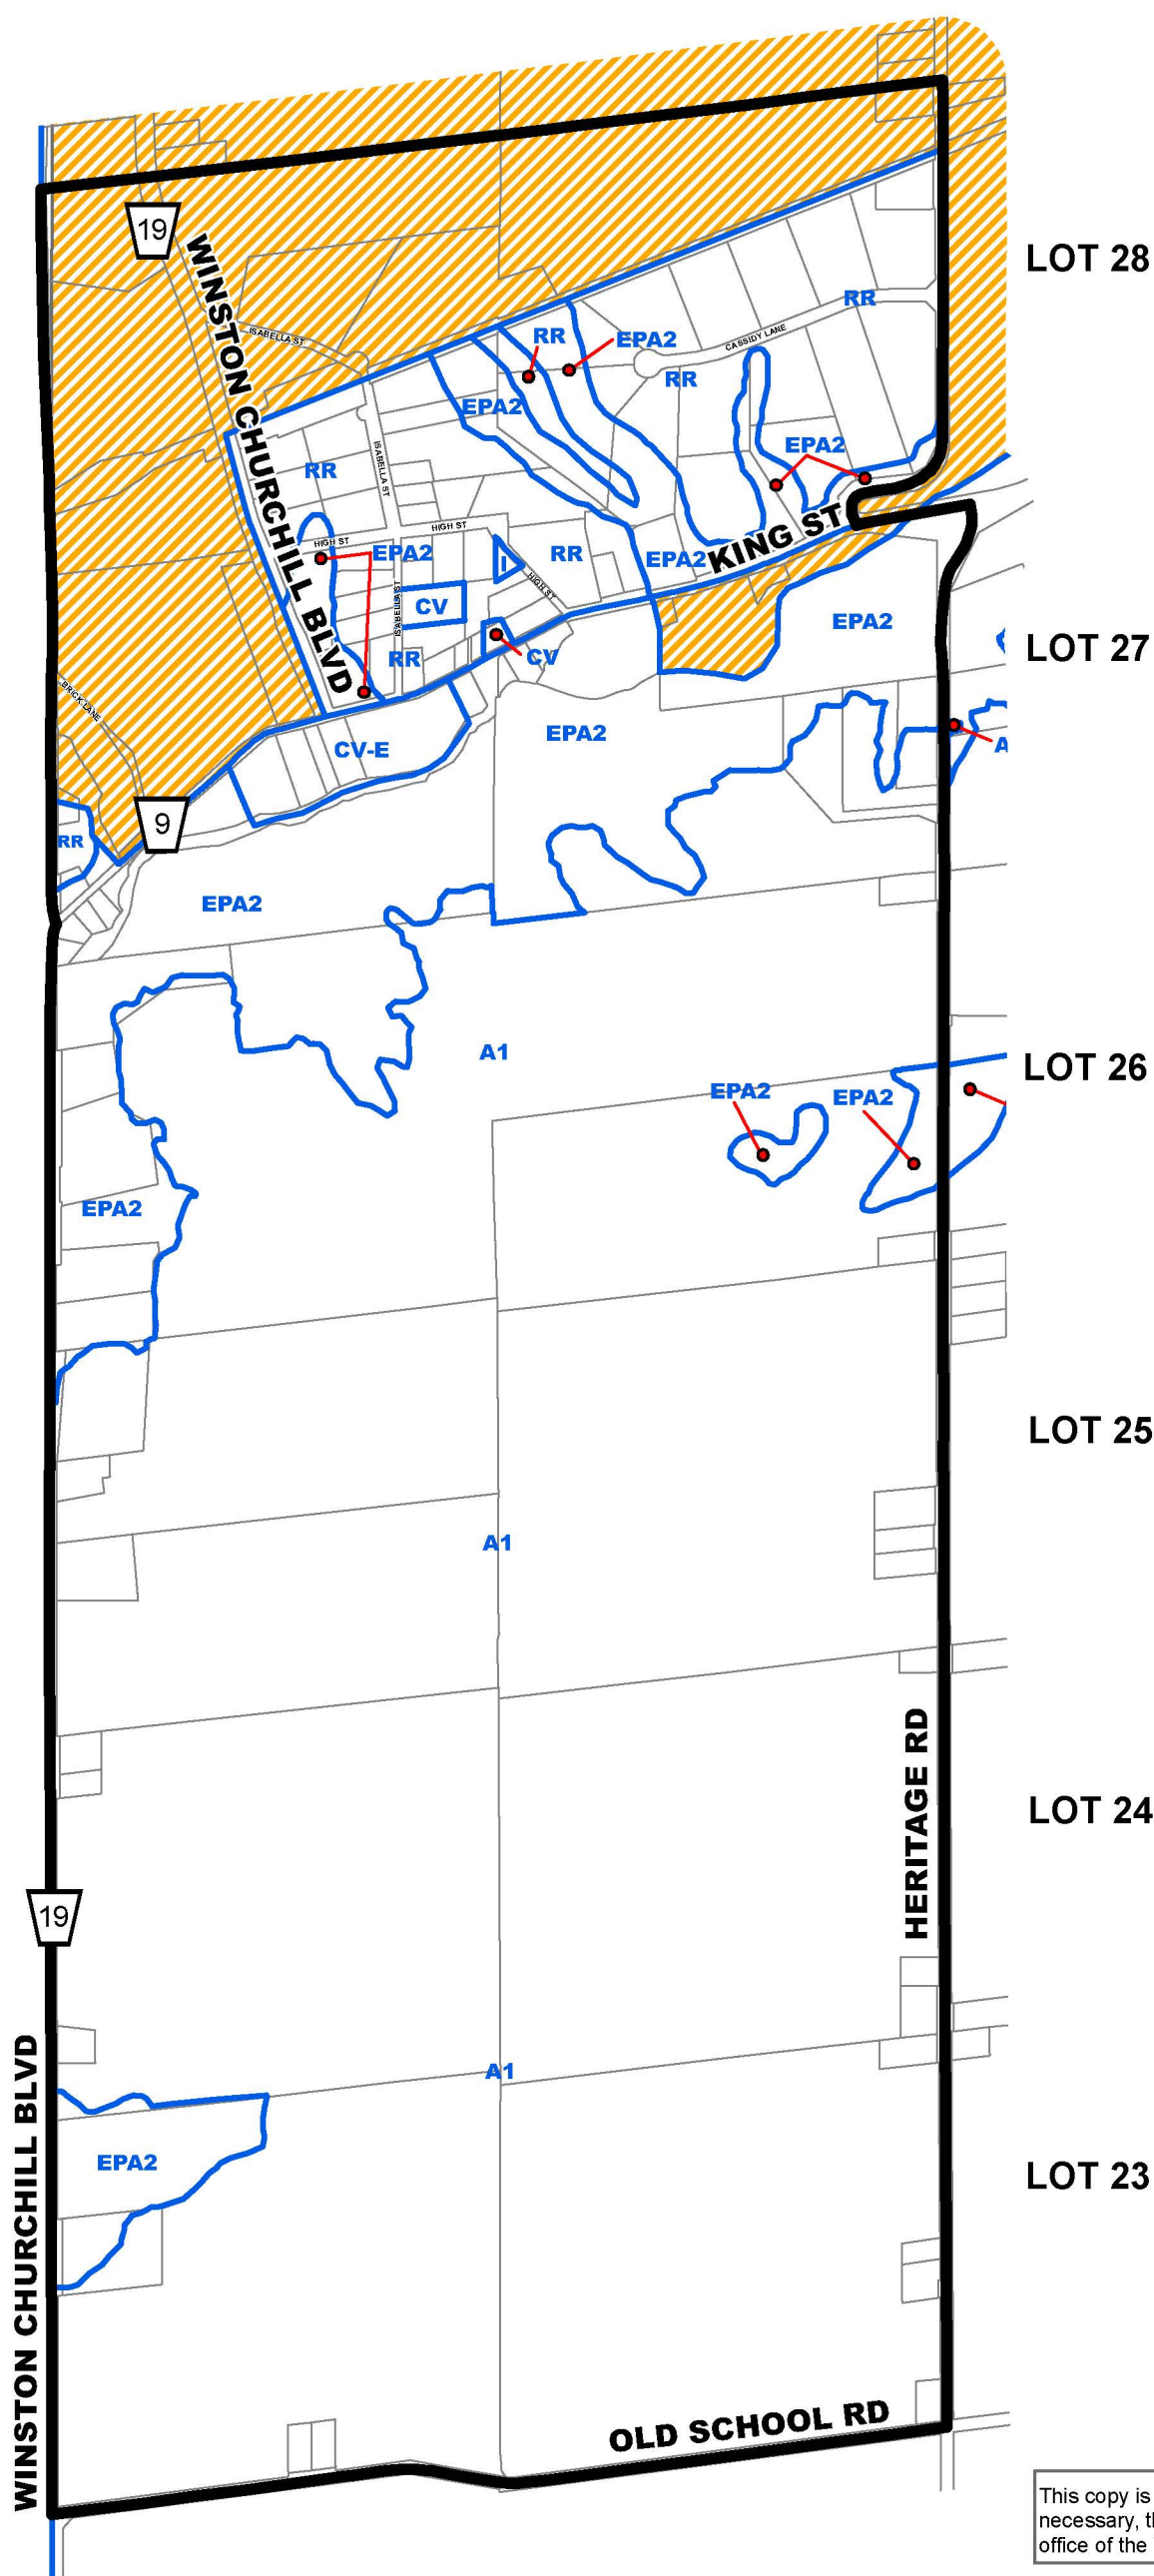 19
LOT 28
WINSTON CHURCHILL BLVD
ISABELLA ST
RR
EPA2
RR
CASSIDY LANE
RR
EPA2
ISABELLA ST
RR
EPA2
HIGH ST
HIGH ST
EPA2
RR
EPA2
KING ST
I
HIGH ST
ISABELLA ST
CV
EPA2
LOT 27
RR
CV
BRICK LANE
CV-E
EPA2
A
9
RR
EPA2
A1
LOT 26
EPA2
EPA2
EPA2
LOT 25
A1
HERITAGE RD
LOT 24
19
A1
WINSTON CHURCHILL BLVD
EPA2
LOT 23
OLD SCHOOL RD
This copy is
necessary, th
office of the